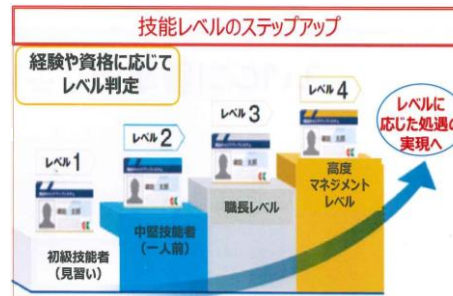 技能レベルのステップアップ
経験や資格に応じて
レベル判定
レベル 1
レベル 2
レベル 3
レベル 4
レベルに
応じた処遇の
実現へ
初級技能者
(見習い)
中堅技能者
(一人前)
職長レベル
高度
マネジメント
レベル